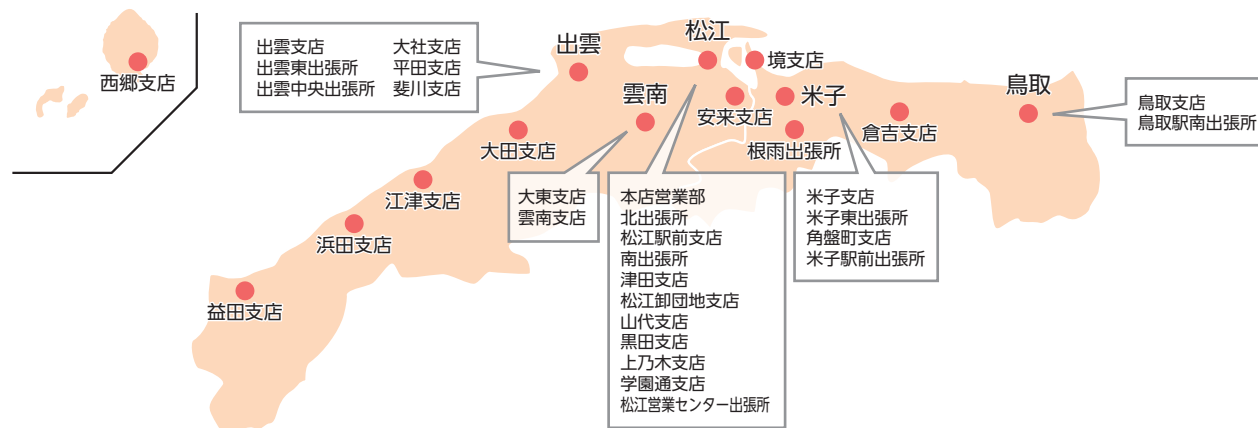 西郷支店
出雲支店 大社支店
出雲東出張所 平田支店
出雲中央出張所 斐川支店
出雲
松江
境支店
雲南
安来支店
米子
根雨出張所
倉吉支店
鳥取
鳥取支店
鳥取駅南出張所
大田支店
江津支店
浜田支店
益田支店
大東支店
雲南支店
本店営業部
北出張所
松江駅前支店
南出張所
津田支店
松江卸団地支店
山代支店
黒田支店
上乃木支店
学園通支店
松江営業センター出張所
米子支店
米子東出張所
角盤町支店
米子駅前出張所